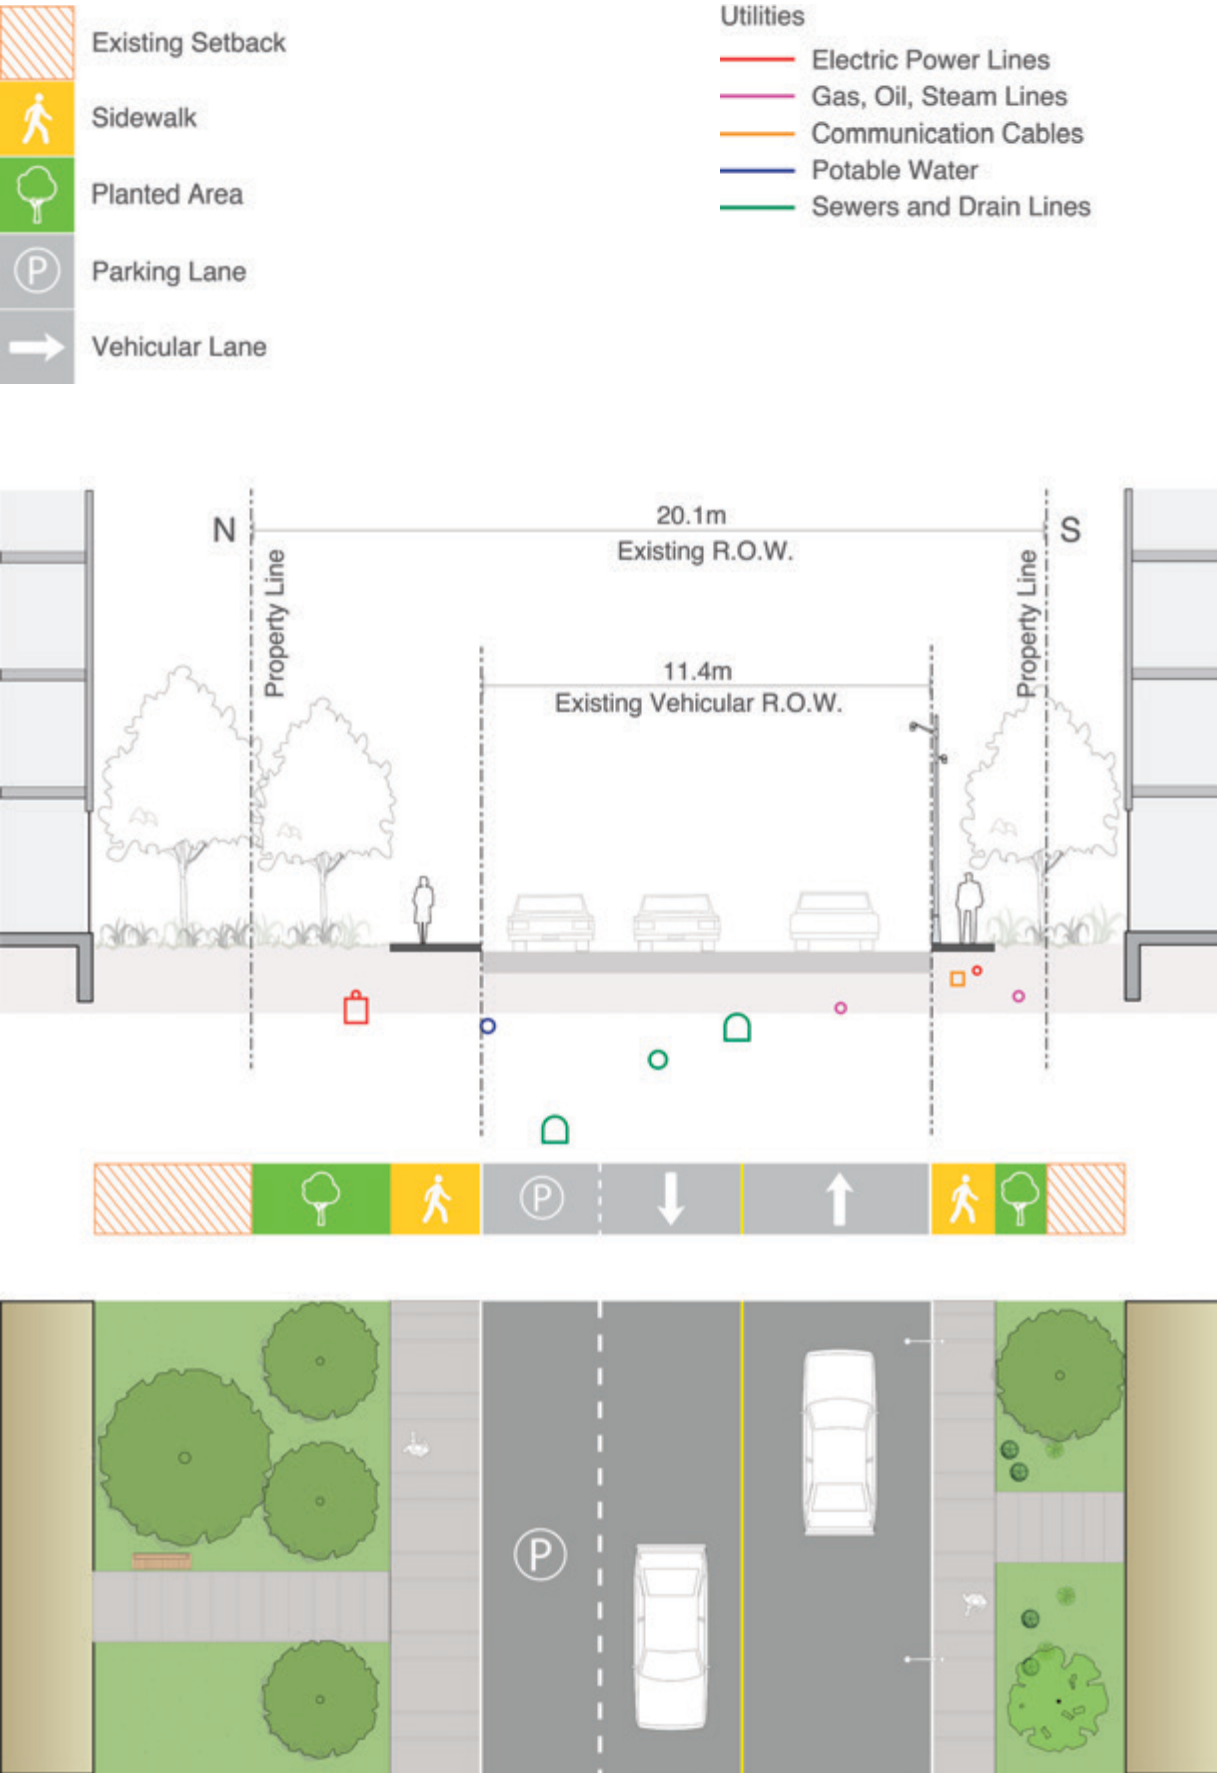 Existing Setback
Sidewalk
Planted Area
P
Parking Lane
Vehicular Lane
Utilities
Electric Power Lines
Gas, Oil, Steam Lines
Communication Cables
Potable Water
Sewers and Drain Lines
N
20.1m
S
Existing R.O.W.
Property Line
Property Line
11.4m
Existing Vehicular R.O.W.
P
P